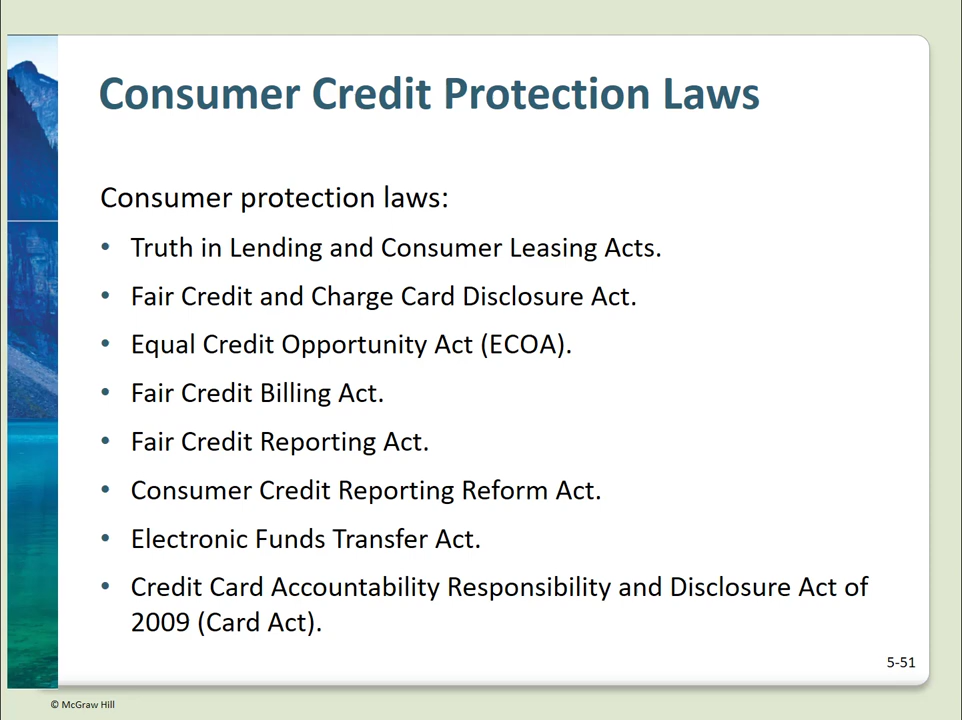 Consumer Credit Protection Laws
Consumer protection laws:
• Truth in Lending and Consumer Leasing Acts.
• Fair Credit and Charge Card Disclosure Act.
• Equal Credit Opportunity Act (ECOA).
• Fair Credit Billing Act.
• Fair Credit Reporting Act.
• Consumer Credit Reporting Reform Act.
• Electronic Funds Transfer Act.
• Credit Card Accountability Responsibility and Disclosure Act of
2009 (Card Act).
5-51
© McGraw Hill